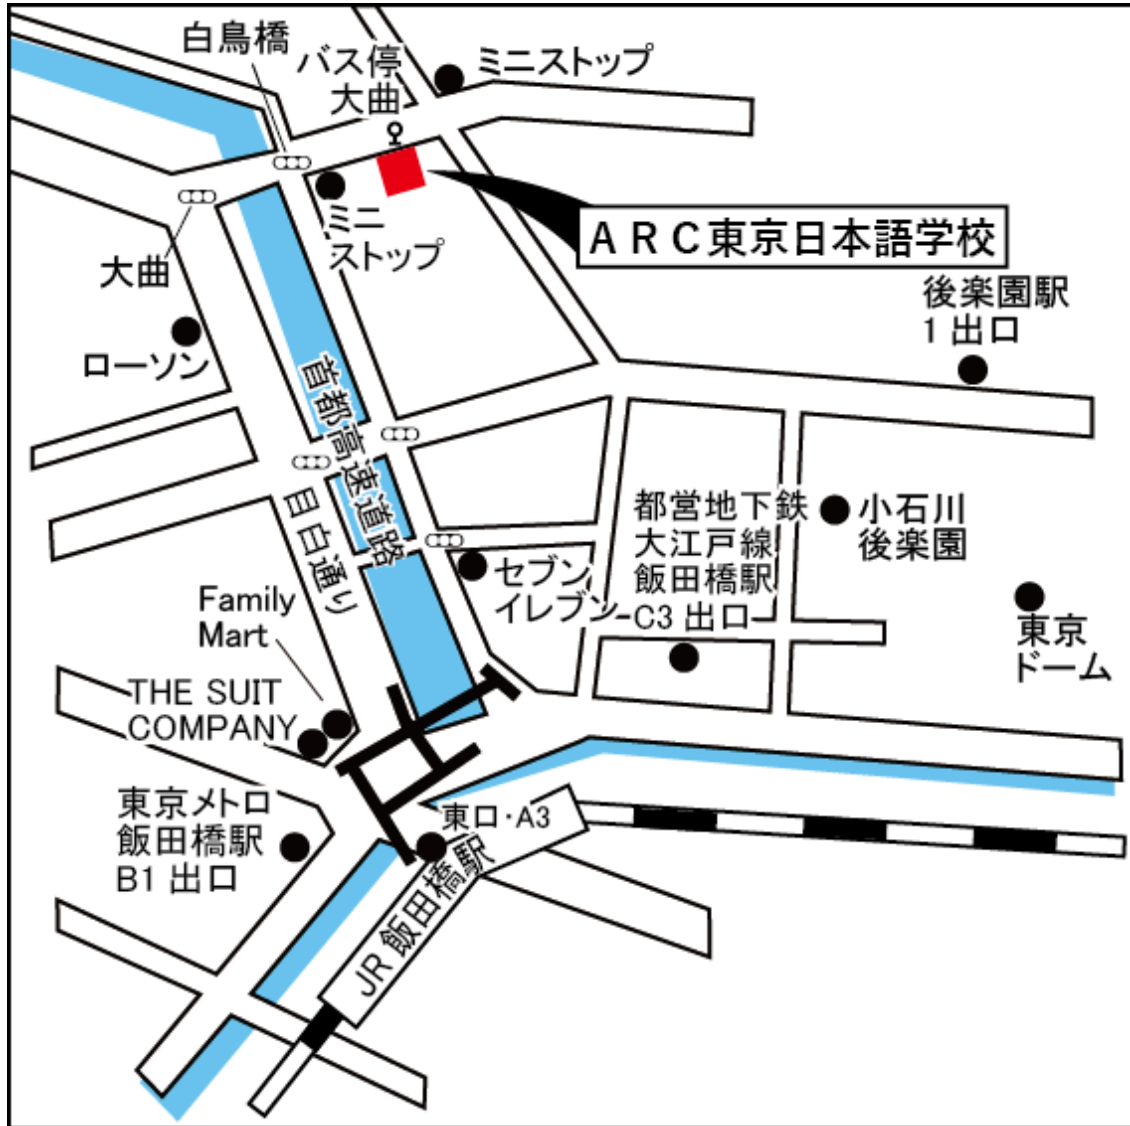 白鳥橋
バス停
大曲
ミニストップ
ミニ
ストップ
ARC東京日本語学校
大曲
後楽園駅
1出口
ローソン
首都高速道路
目白通り
都営地下鉄
大江戸線
飯田橋駅
C3出口
小石川
後楽園
セブン
イレブン
Family
Mart
東京
ドーム
THE SUIT
COMPANY
東京メトロ
飯田橋駅
B1出口
東口・A3
JR飯田橋駅